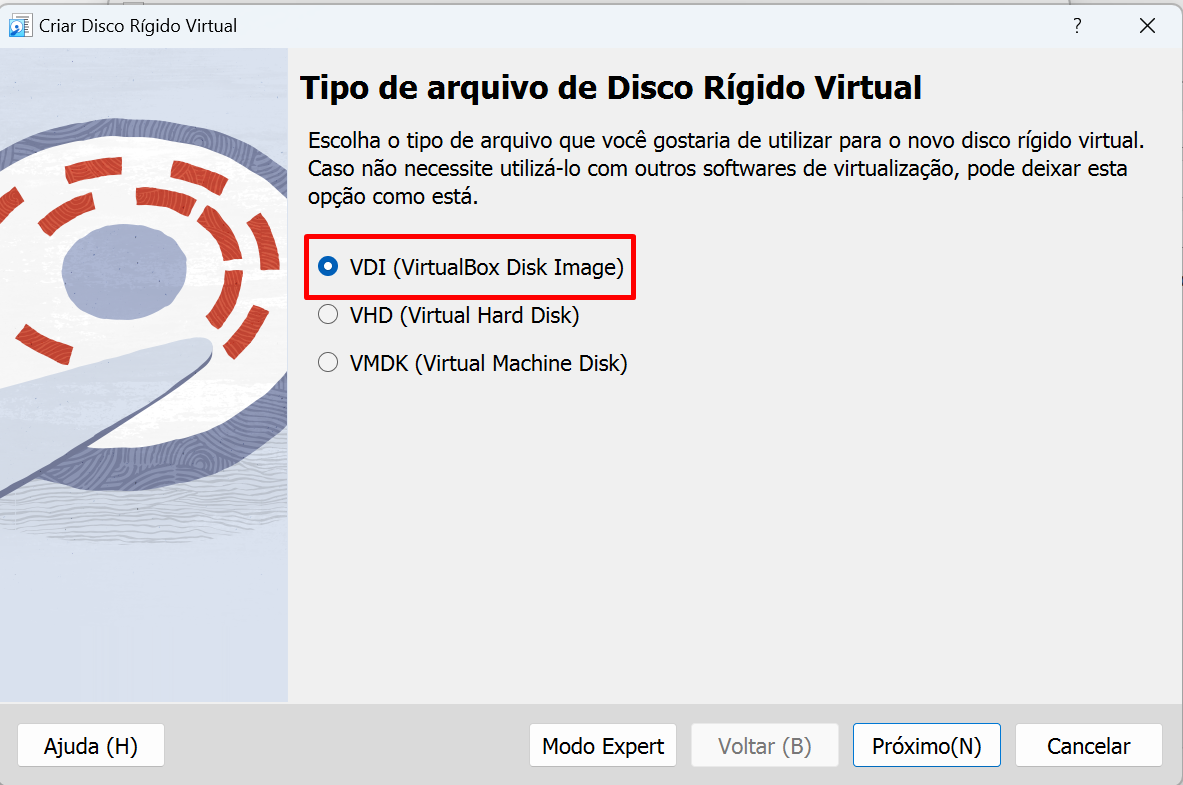 Criar Disco Rígido Virtual
?
Tipo de arquivo de Disco Rígido Virtual
Escolha o tipo de arquivo que você gostaria de utilizar para o novo disco rígido virtual.
Caso não necessite utilizá-lo com outros softwares de virtualização, pode deixar esta
opção como está.
VDI (VirtualBox Disk Image)
VHD (Virtual Hard Disk)
VMDK (Virtual Machine Disk)
Ajuda (H)
Modo Expert
Voltar (B)
Próximo(N)
Cancelar